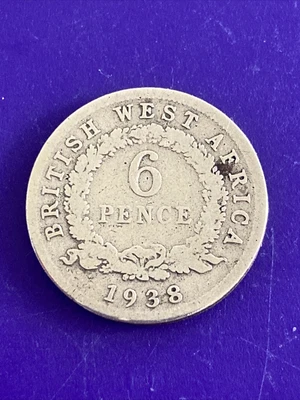 BRITISH WEST AFRICA
6
PENCE
1938